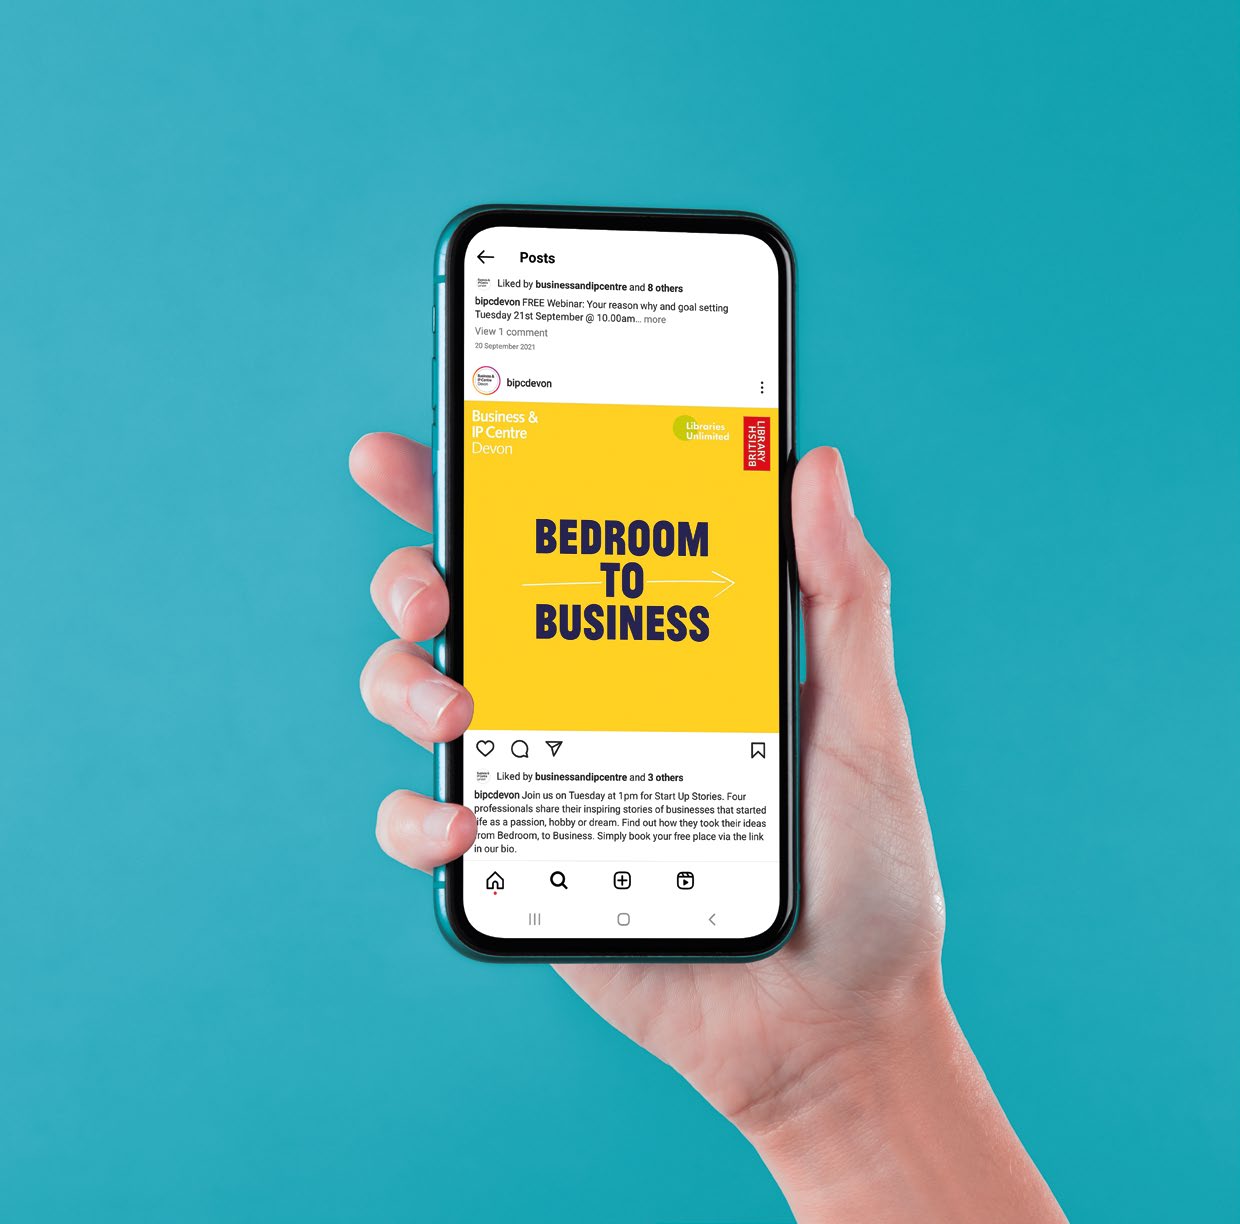 Posts
Liked by businessandipcentre and 8 others
bipcdevon FREE Webinar: Your reason why and goal setting
Tuesday 21st September @ 10.00am... more
View 1 comment
20 September 2021
Business &
IP Centre
Devon
bipcdevon
Business &
IP Centre
Devon
Libraries
Unlimited
BRITISH
LIBRARY
BEDROOM
TO
BUSINESS
Liked by businessandipcentre and 3 others
bipcdevon Join us on Tuesday at 1pm for Start Up Stories. Four
professionals share their inspiring stories of businesses that started
life as a passion, hobby or dream. Find out how they took their ideas
from Bedroom, to Business. Simply book your free place via the link
in our bio.